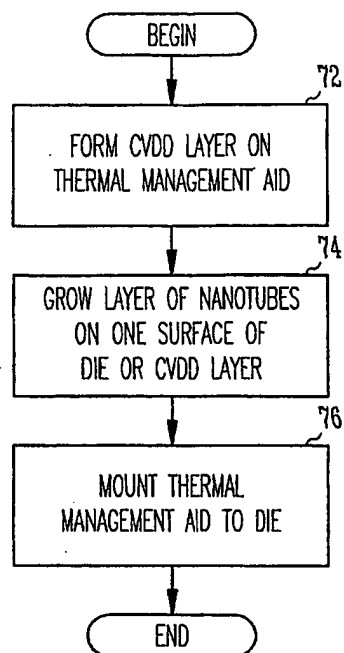 BEGIN
72
FORM CVDD LAYER ON
THERMAL MANAGEMENT AID
74
GROW LAYER OF NANOTUBES
ON ONE SURFACE OF
DIE OR CVDD LAYER
76
MOUNT THERMAL
MANAGEMENT AID TO DIE
END